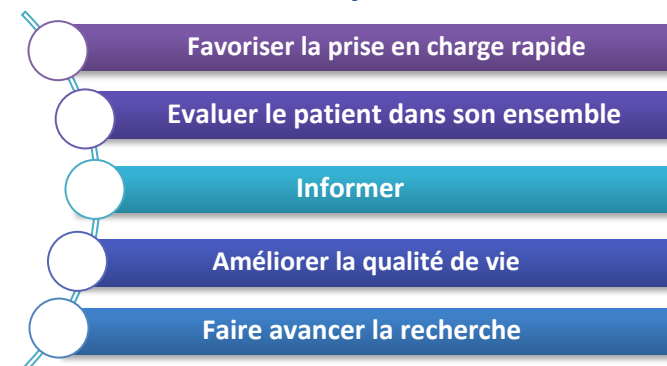 Favoriser la prise en charge rapide
Evaluer le patient dans son ensemble
Informer
Améliorer la qualité de vie
Faire avancer la recherche